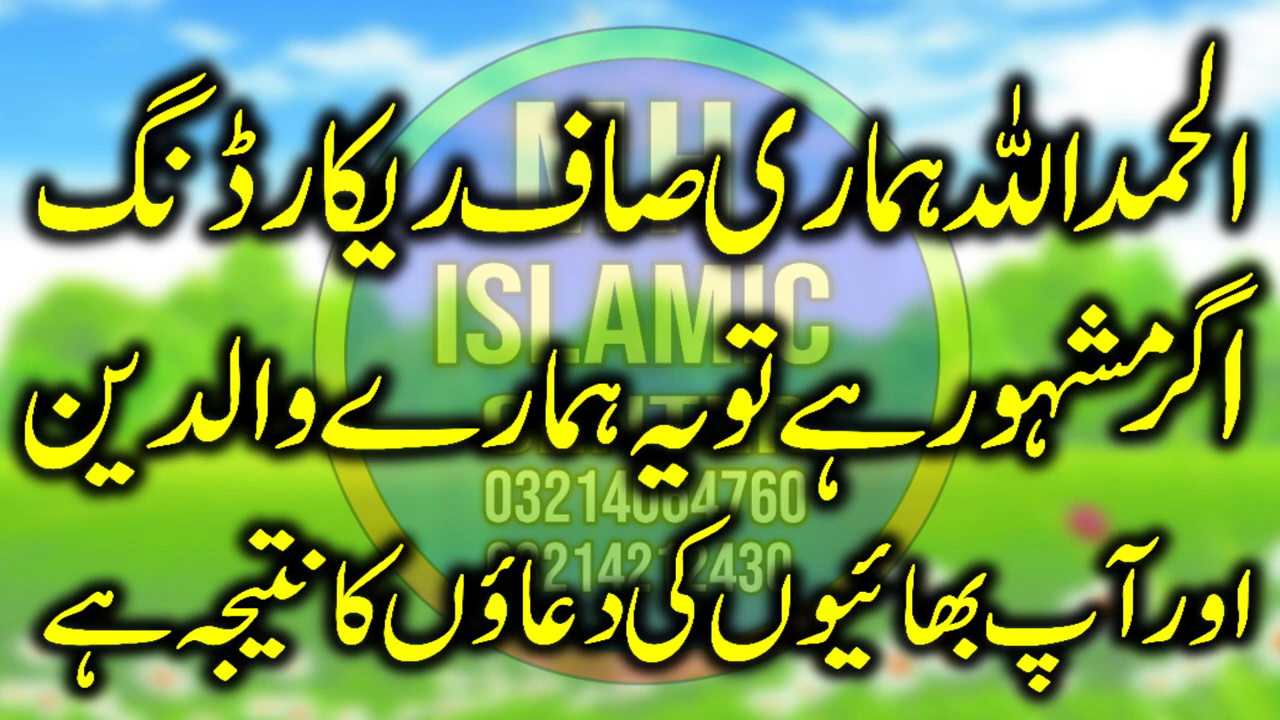 الحمداللہ ہماری صاف ریکارڈنگ
NH
ISLAMIC
اگر مشہور ہے تو یہ ہمارے والدین
اور آپ بھائیوں کی دعاؤں کا نتیجہ ہے